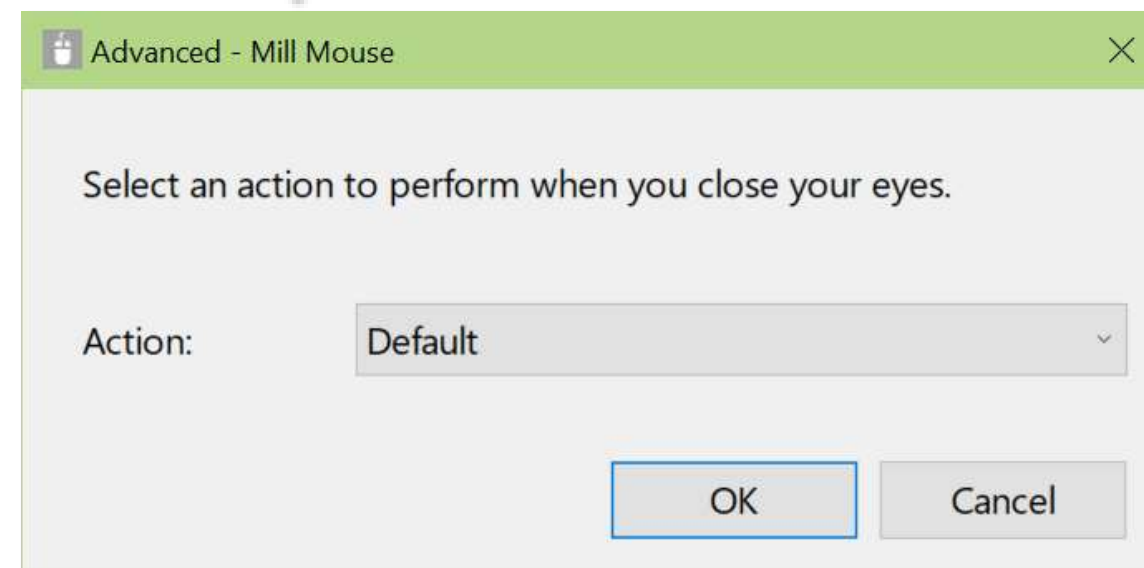 Advanced - Mill Mouse
Select an action to perform when you close your eyes.
Action: Default
OK Cancel